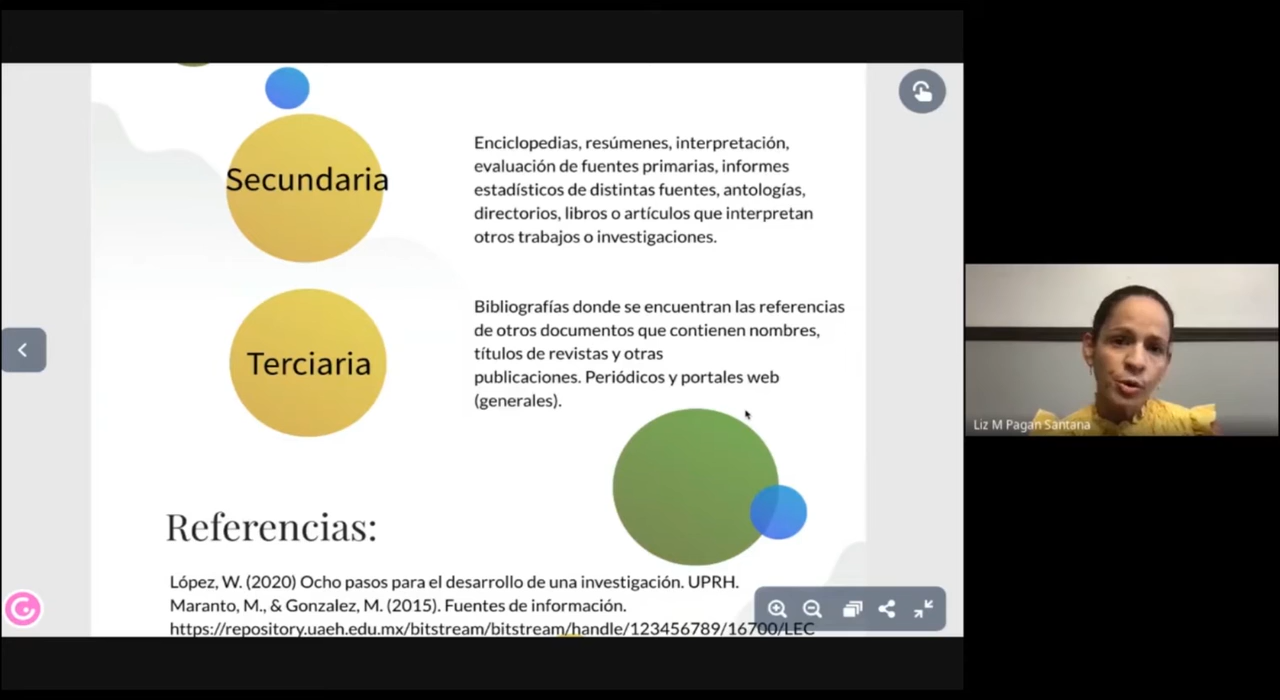 Secundaria
Enciclopedias, resúmenes, interpretación,
evaluación de fuentes primarias, informes
estadísticos de distintas fuentes, antologías,
directorios, libros o artículos que interpretan
otros trabajos o investigaciones.
Terciaria
Bibliografías donde se encuentran las referencias
de otros documentos que contienen nombres,
títulos de revistas y otras
publicaciones. Periódicos y portales web
(generales).
Referencias:
López, W. (2020) Ocho pasos para el desarrollo de una investigación. UPRH.
Maranto, M., & Gonzalez, M. (2015). Fuentes de información.
https://repository.uaeh.edu.mx/bitstream/bitstream/handle/123456789/16700/LEC
Liz M Pagan Santana